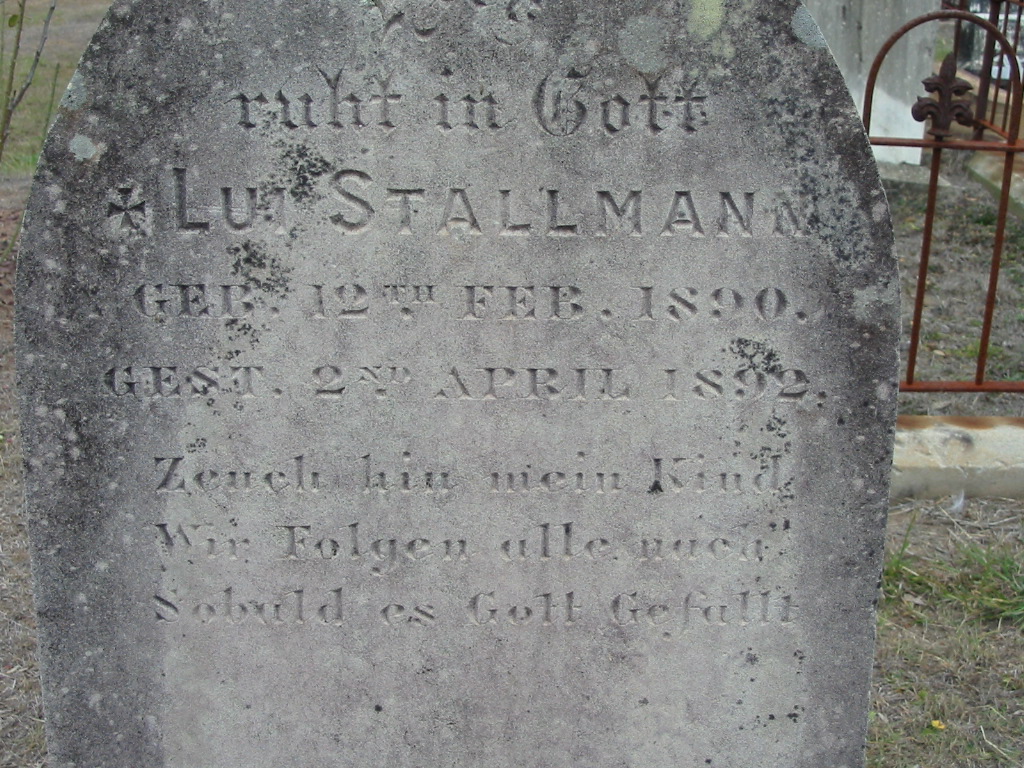 ruht in Gott
✠ LUI STALLMANN
GEB. 12TH FEB. 1890.
GEST. 2ND APRIL 1892.
Zeuch hin mein Kind
Wir Folgen alle nach
Sobald es Gott Gefällt